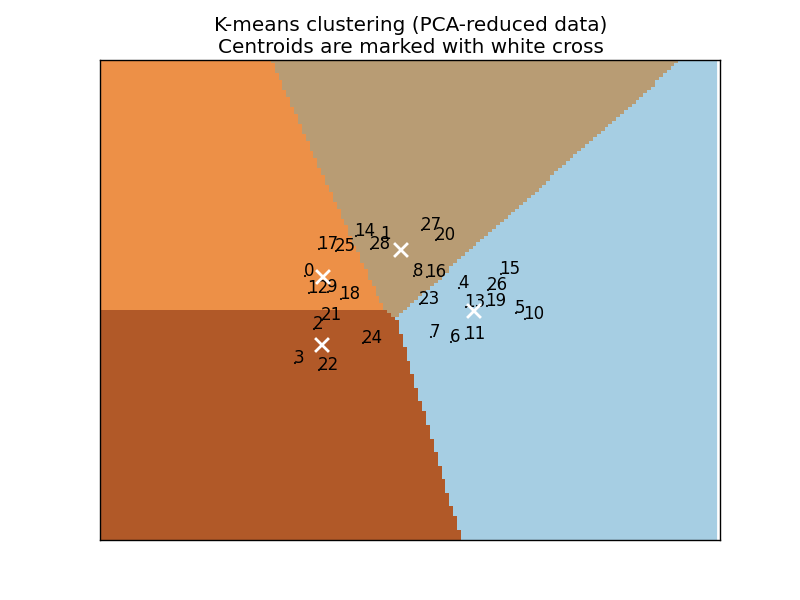 K-means clustering (PCA-reduced data)
Centroids are marked with white cross
27
14 1 20
17 25 28
0 8 16 15
12 9 18 4 26
23 13 19
21 5 10
2
24 7 6 11
3 22